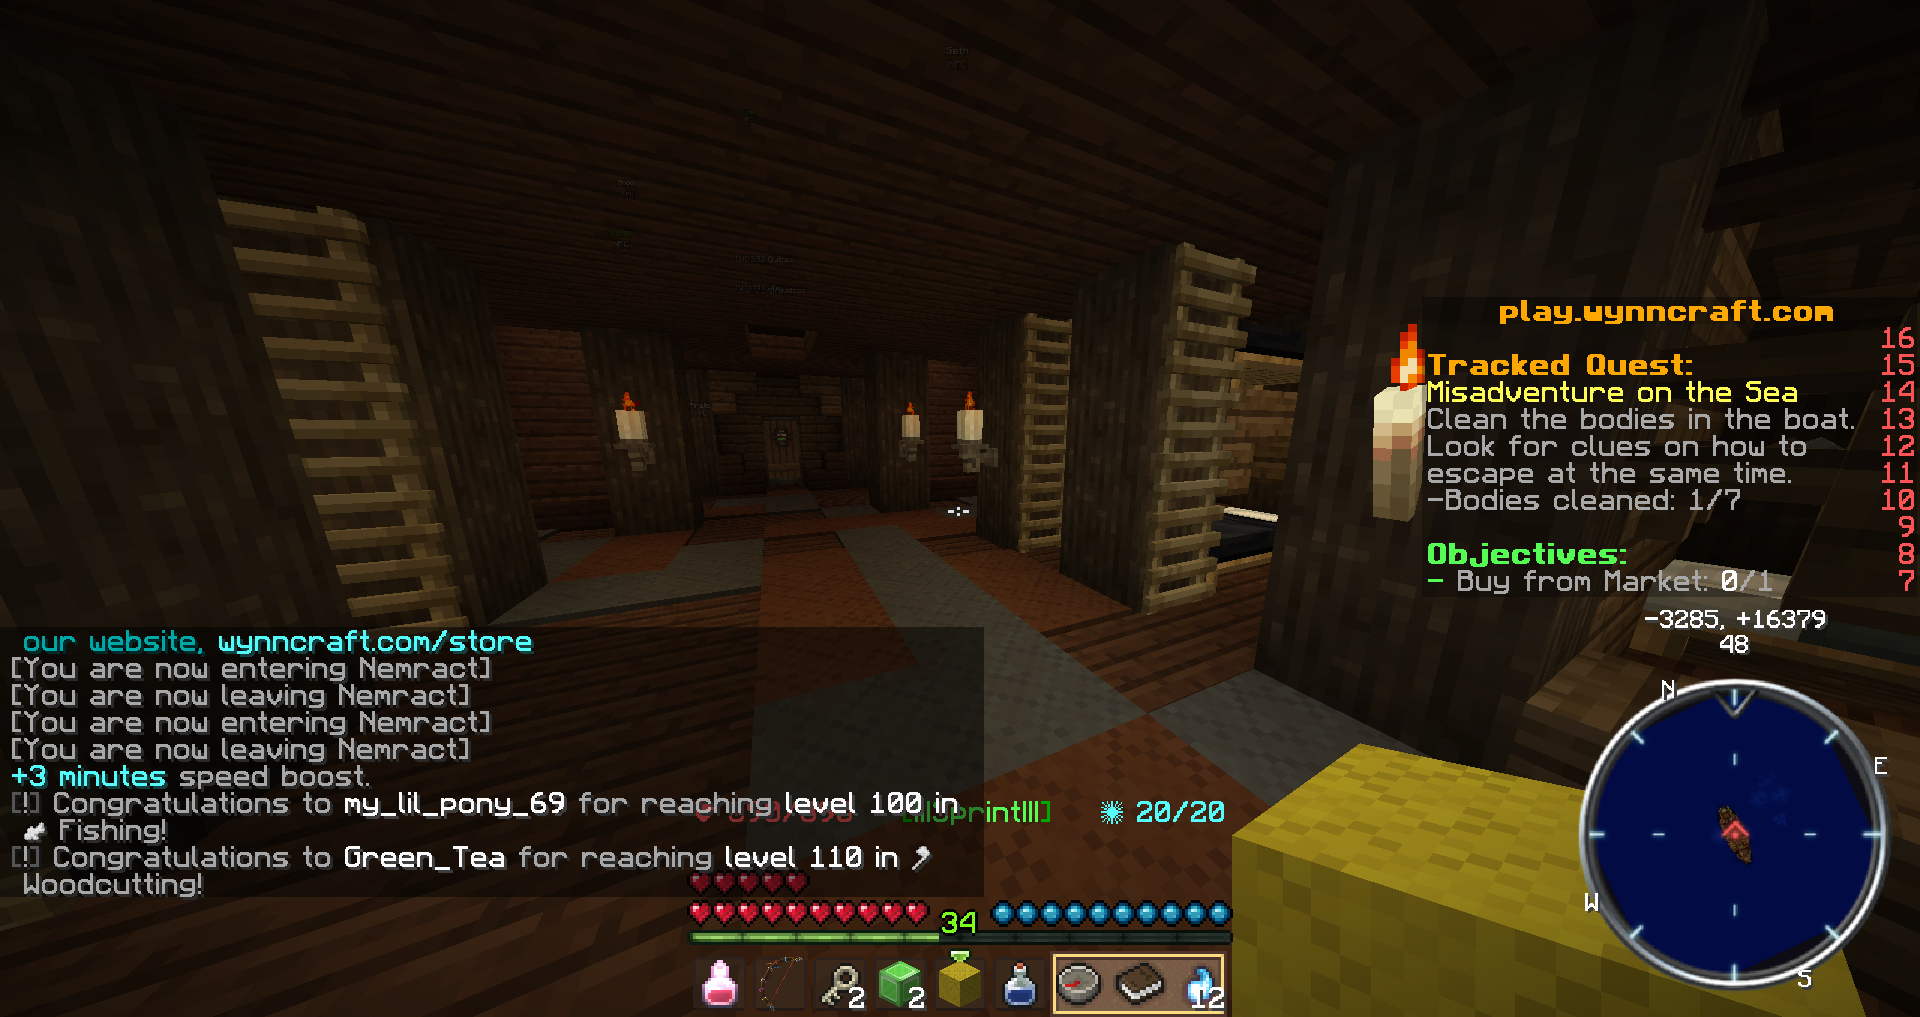 Seth
NPC
play.wynncraft.com
16
Tracked Quest: 15
Misadventure on the Sea 14
Clean the bodies in the boat. 13
Look for clues on how to 12
escape at the same time. 11
-Bodies cleaned: 1/7 10
9
Objectives: 8
- Buy from Market: 0/1 7
-3285, +16379
48
our website, wynncraft.com/store
[You are now entering Nemract]
[You are now leaving Nemract]
[You are now entering Nemract]
[You are now leaving Nemract]
+3 minutes speed boost.
[!] Congratulations to my_lil_pony_69 for reaching level 100 in
Fishing!
[!] Congratulations to Green_Tea for reaching level 110 in
Woodcutting!
Sprint
20/20
34
2
2
12
N
E
W
S